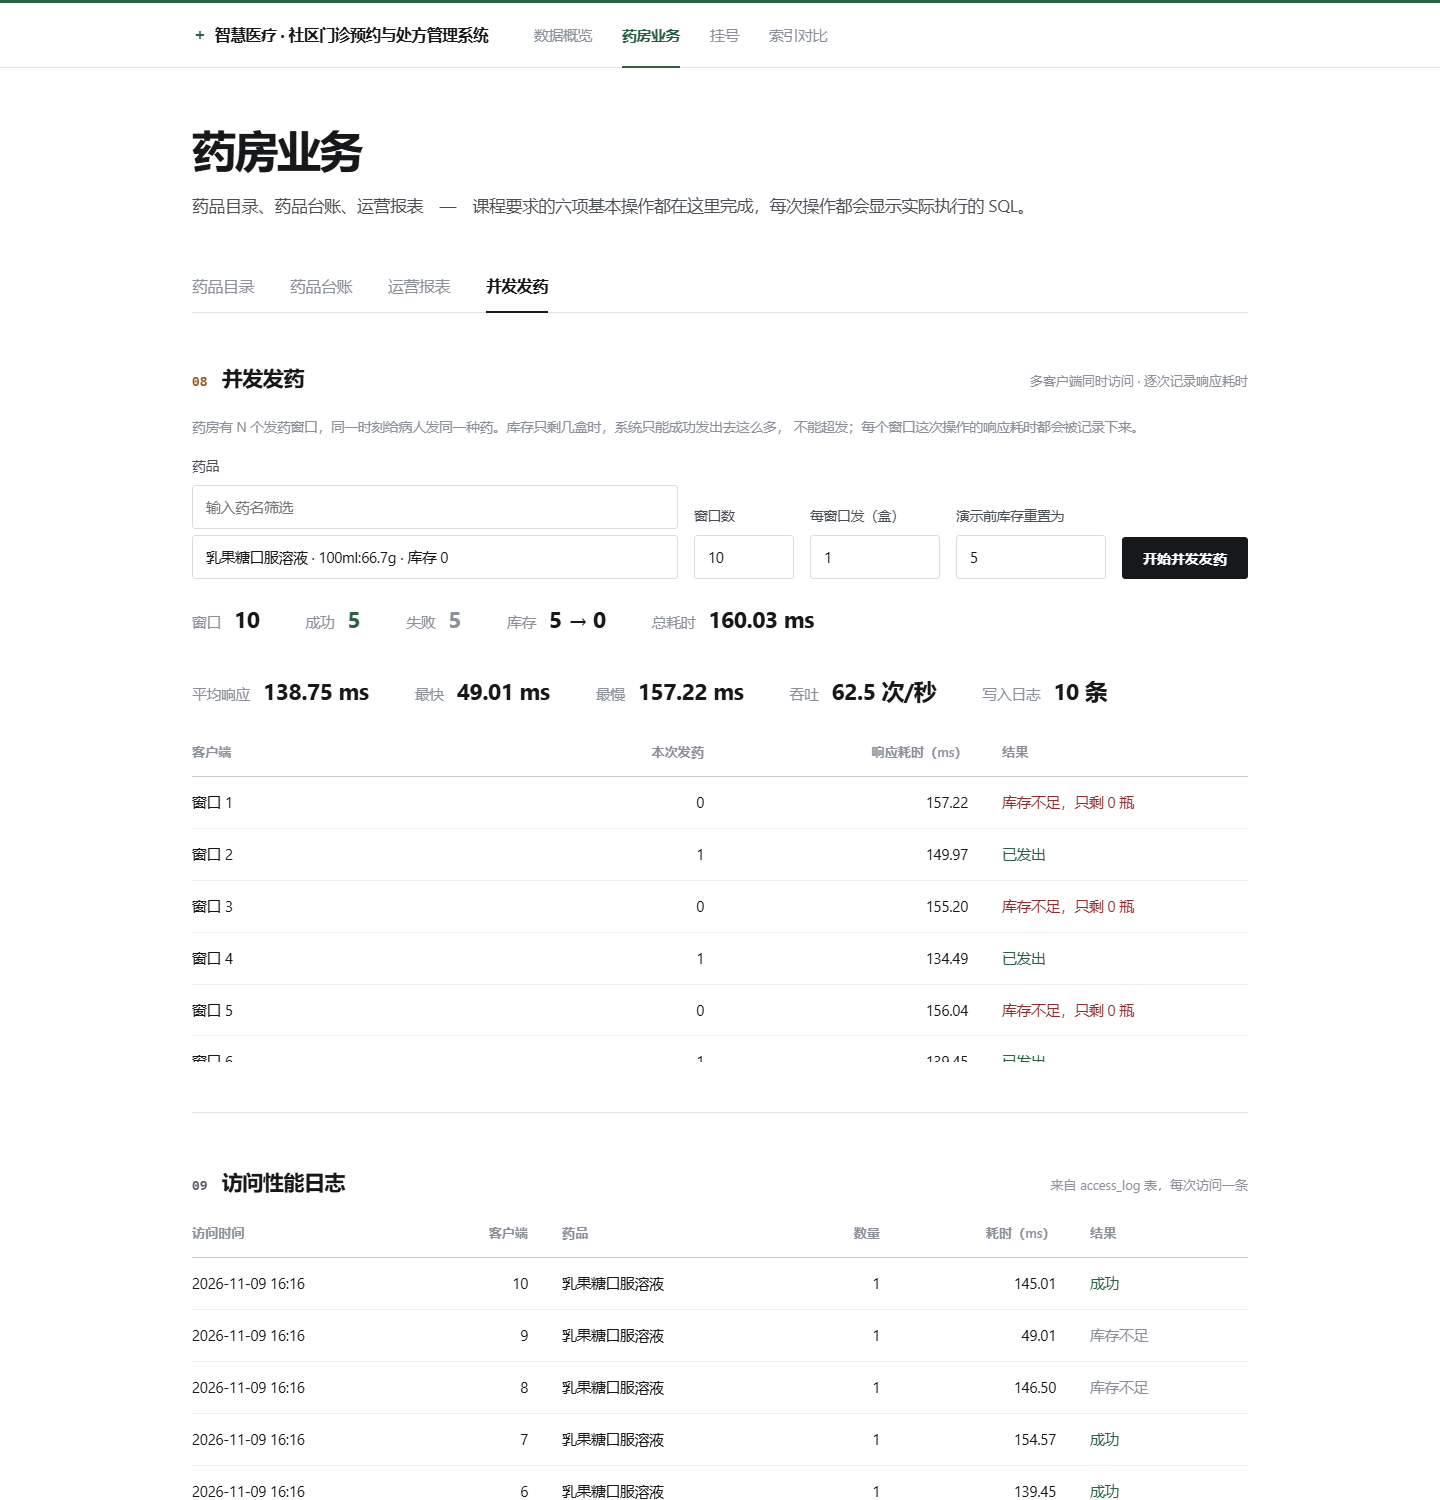 + 智慧医疗 · 社区门诊预约与处方管理系统 数据概览 药房业务 挂号 索引对比
药房业务
药品目录、药品台账、运营报表 — 课程要求的六项基本操作都在这里完成，每次操作都会显示实际执行的 SQL。
药品目录 药品台账 运营报表 并发发药
08 并发发药 多客户端同时访问 · 逐次记录响应耗时
药房有 N 个发药窗口，同一时刻给病人发同一种药。库存只剩几盒时，系统只能成功发出去这么多， 不能超发；每个窗口这次操作的响应耗时都会被记录下来。
药品
输入药名筛选 窗口数 每窗口发（盒） 演示前库存重置为
乳果糖口服溶液 · 100ml:66.7g · 库存 0 10 1 5 开始并发发药
窗口 10 成功 5 失败 5 库存 5 → 0 总耗时 160.03 ms
平均响应 138.75 ms 最快 49.01 ms 最慢 157.22 ms 吞吐 62.5 次/秒 写入日志 10 条
客户端 本次发药 响应耗时（ms） 结果
窗口 1 0 157.22 库存不足，只剩 0 瓶
窗口 2 1 149.97 已发出
窗口 3 0 155.20 库存不足，只剩 0 瓶
窗口 4 1 134.49 已发出
窗口 5 0 156.04 库存不足，只剩 0 瓶
窗口 6 1 139.45 已发出
09 访问性能日志 来自 access_log 表，每次访问一条
访问时间 客户端 药品 数量 耗时（ms） 结果
2026-11-09 16:16 10 乳果糖口服溶液 1 145.01 成功
2026-11-09 16:16 9 乳果糖口服溶液 1 49.01 库存不足
2026-11-09 16:16 8 乳果糖口服溶液 1 146.50 库存不足
2026-11-09 16:16 7 乳果糖口服溶液 1 154.57 成功
2026-11-09 16:16 6 乳果糖口服溶液 1 139.45 成功